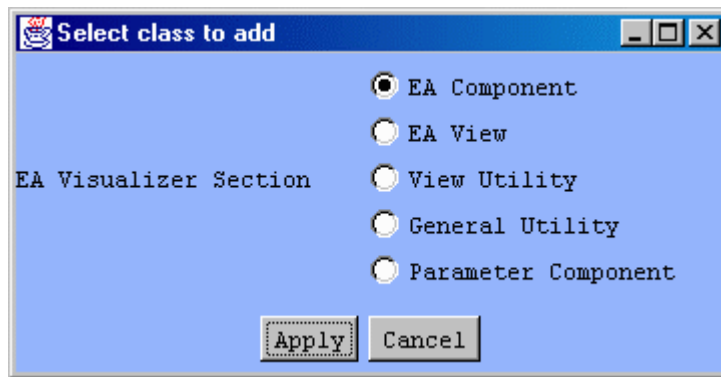 Select class to add
EA Component
EA View
EA Visualizer Section
View Utility
General Utility
Parameter Component
Apply
Cancel